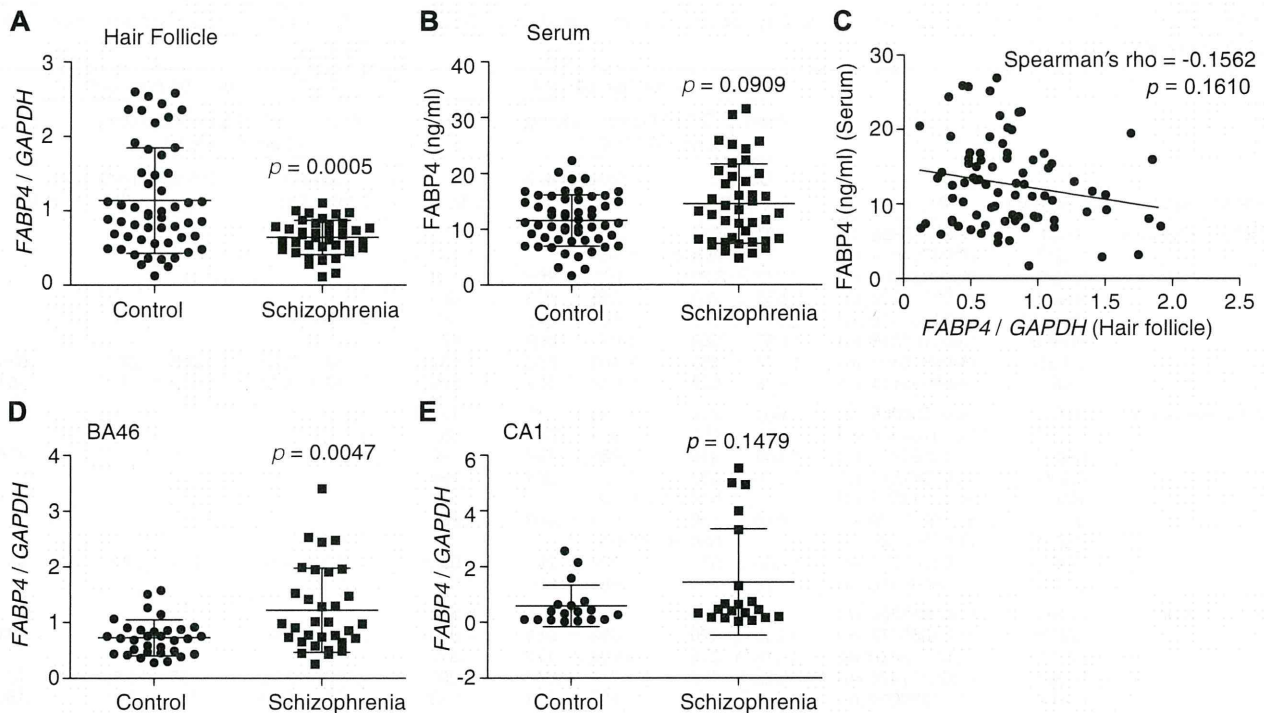 A
Hair Follicle
FABP4 / GAPDH
3
2
1
0
p = 0.0005
Control
Schizophrenia
B
Serum
FABP4 (ng/ml)
40
30
20
10
0
p = 0.0909
Control
Schizophrenia
C
FABP4 (ng/ml) (Serum)
30
20
10
0
Spearman's rho = -0.1562
p = 0.1610
0 0.5 1.0 1.5 2.0 2.5
FABP4 / GAPDH (Hair follicle)
D
BA46
FABP4 / GAPDH
4
3
2
1
0
p = 0.0047
Control
Schizophrenia
E
CA1
FABP4 / GAPDH
6
4
2
0
-2
p = 0.1479
Control
Schizophrenia